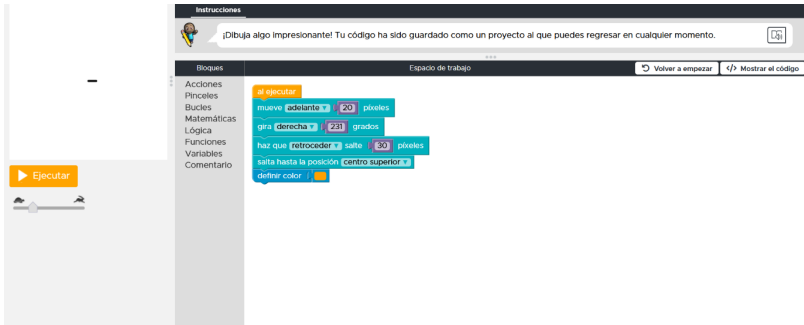 Instrucciones
¡Dibuja algo impresionante! Tu código ha sido guardado como un proyecto al que puedes regresar en cualquier momento.
Bloques
Espacio de trabajo
Volver a empezar
</> Mostrar el código
Acciones
Pinceles
Bucles
Matemáticas
Lógica
Funciones
Variables
Comentario
al ejecutar
mueve adelante 20 píxeles
gira derecha 231 grados
haz que retroceder salte 30 píxeles
salta hasta la posición centro superior
definir color
Ejecutar